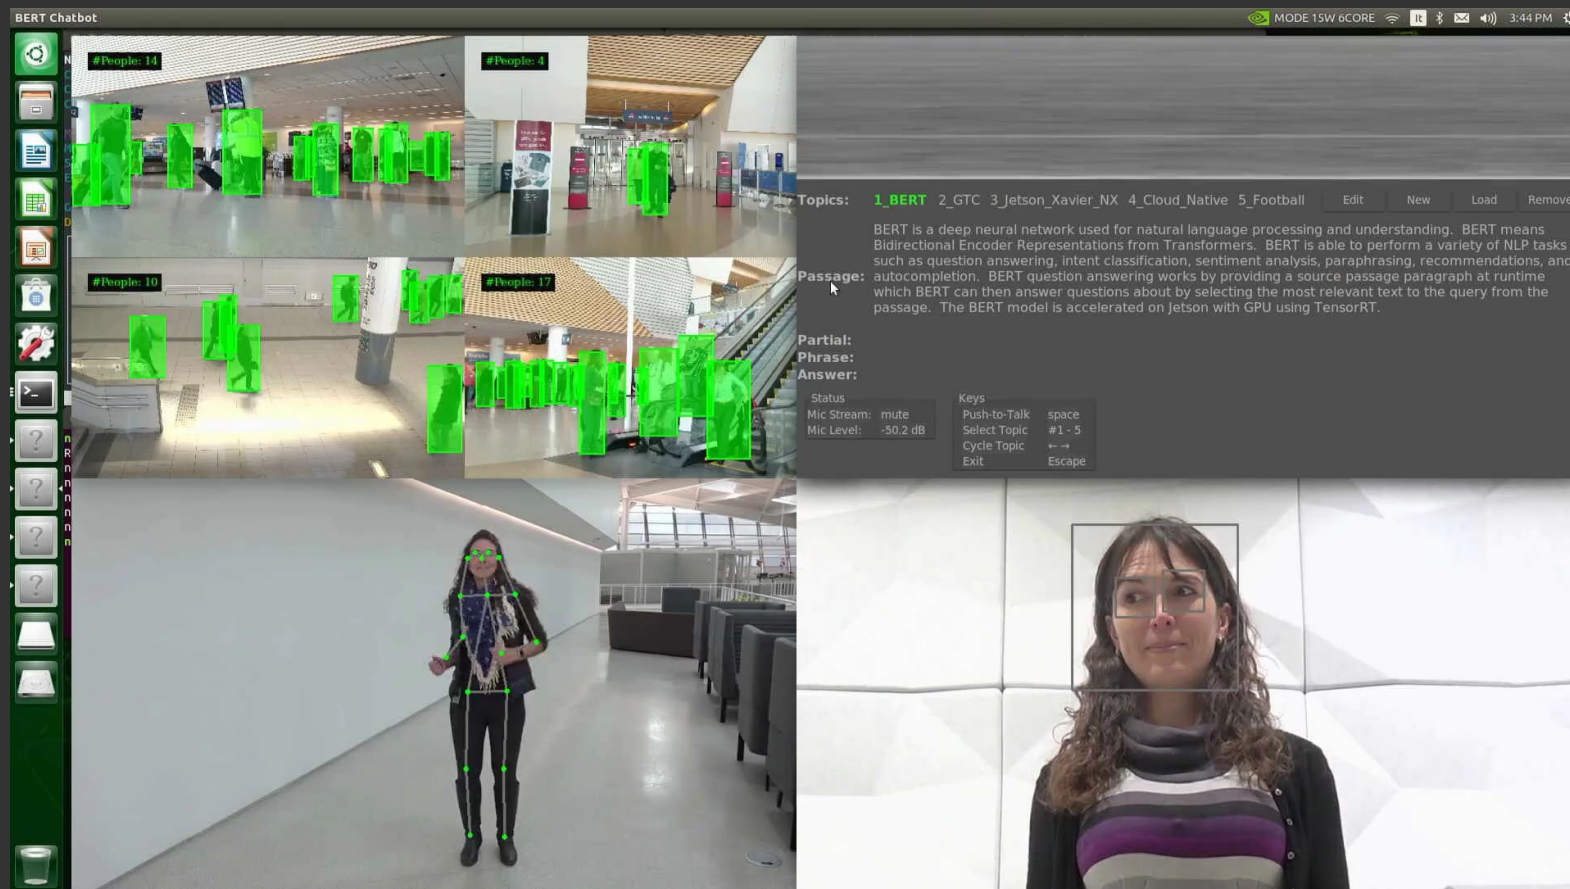 BERT Chatbot
MODE 15W 6CORE
It
3:44 PM
#People: 14
#People: 4
#People: 10
#People: 17
Topics: 1_BERT 2_GTC 3_Jetson_Xavier_NX 4_Cloud_Native 5_Football Edit New Load Remove
Passage:
BERT is a deep neural network used for natural language processing and understanding. BERT means
Bidirectional Encoder Representations from Transformers. BERT is able to perform a variety of NLP tasks
such as question answering, intent classification, sentiment analysis, paraphrasing, recommendations, and
autocompletion. BERT question answering works by providing a source passage paragraph at runtime
which BERT can then answer questions about by selecting the most relevant text to the query from the
passage. The BERT model is accelerated on Jetson with GPU using TensorRT.
Partial:
Phrase:
Answer:
Status
Mic Stream: mute
Mic Level: -50.2 dB
Keys
Push-to-Talk space
Select Topic #1 - 5
Cycle Topic ←→
Exit Escape